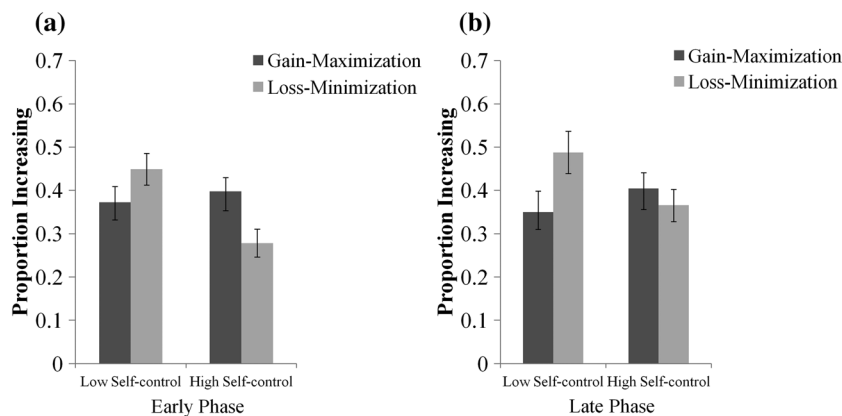 (a)
Gain-Maximization
Loss-Minimization
Proportion Increasing
0.7
0.6
0.5
0.4
0.3
0.2
0.1
0
Low Self-control High Self-control
Early Phase
(b)
Gain-Maximization
Loss-Minimization
Proportion Increasing
0.7
0.6
0.5
0.4
0.3
0.2
0.1
0
Low Self-control High Self-control
Late Phase